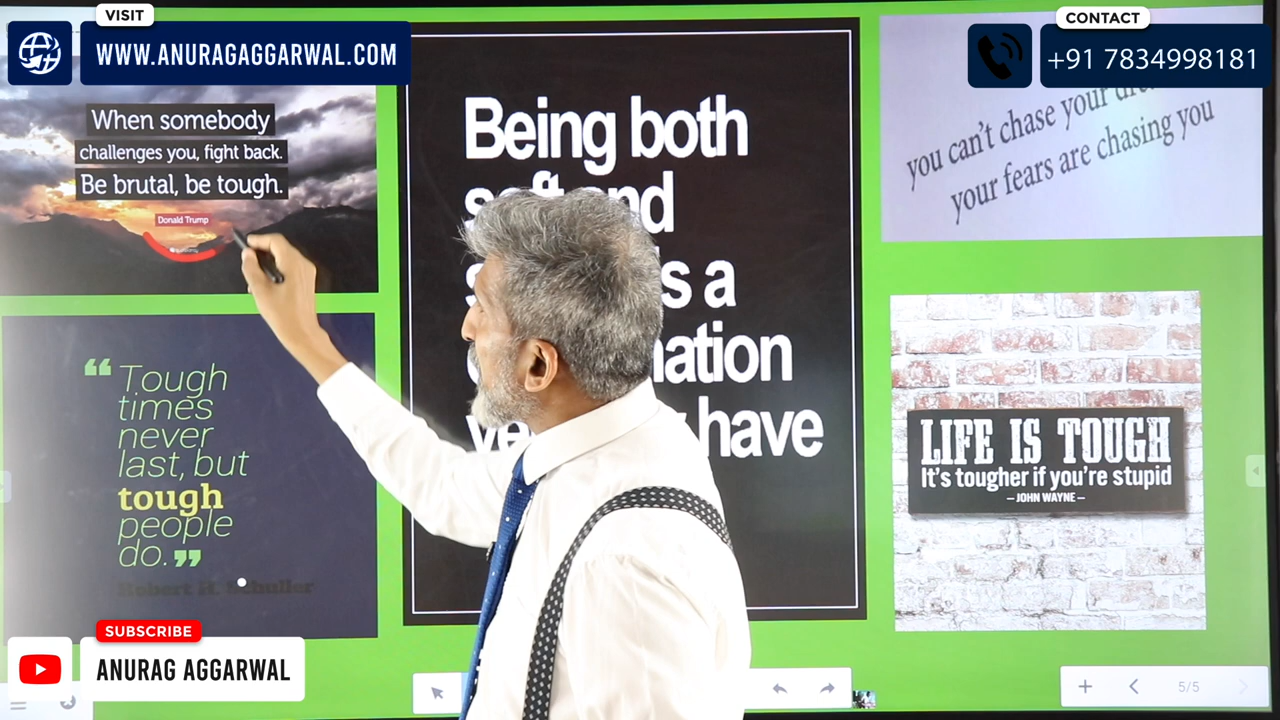 VISIT
WWW.ANURAGAGGARWAL.COM
CONTACT
+91 7834998181
When somebody
challenges you, fight back.
Be brutal, be tough.
Donald Trump
“Tough
times
never
last, but
tough
people
do.”
Robert H. Schuller
Being both
have
you can't chase your
your fears are chasing you
LIFE IS TOUGH
It's tougher if you're stupid
– JOHN WAYNE –
SUBSCRIBE
ANURAG AGGARWAL
5/5